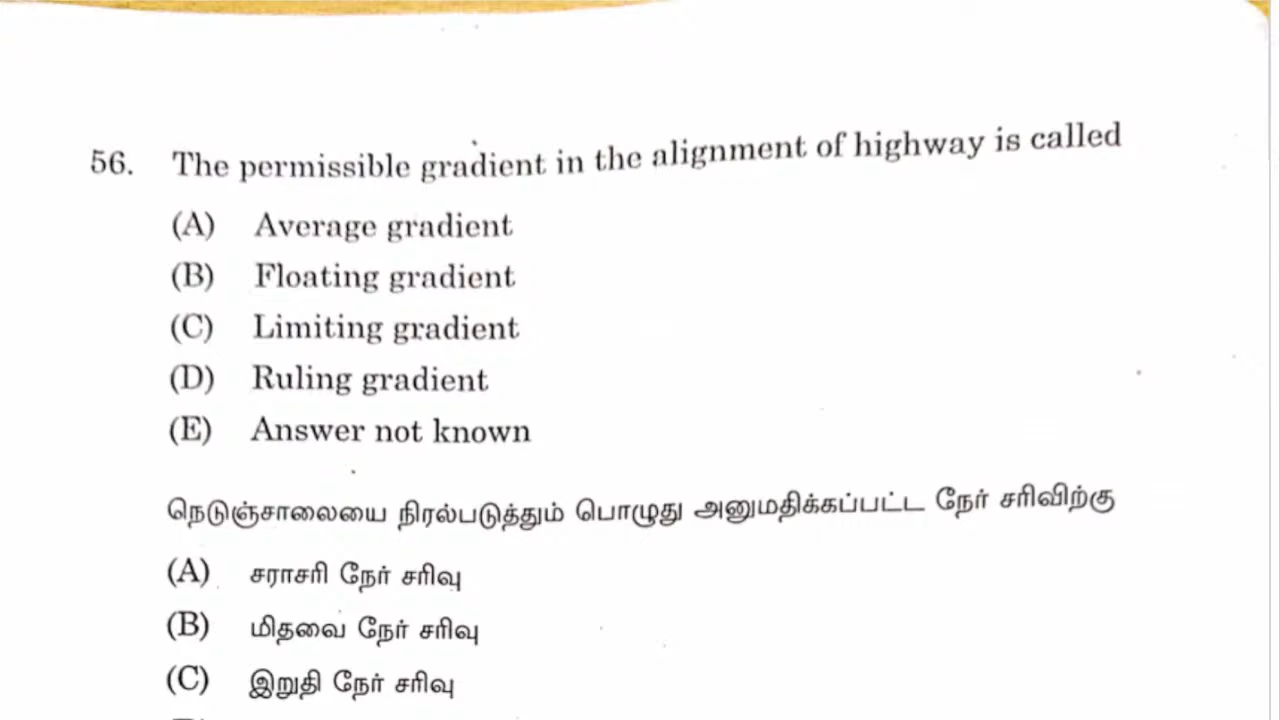 56. The permissible gradient in the alignment of highway is called
(A) Average gradient
(B) Floating gradient
(C) Limiting gradient
(D) Ruling gradient
(E) Answer not known
நெடுஞ்சாலையை நிரல்படுத்தும் பொழுது அனுமதிக்கப்பட்ட நேர் சரிவிற்கு
(A) சராசரி நேர் சரிவு
(B) மிதவை நேர் சரிவு
(C) இறுதி நேர் சரிவு